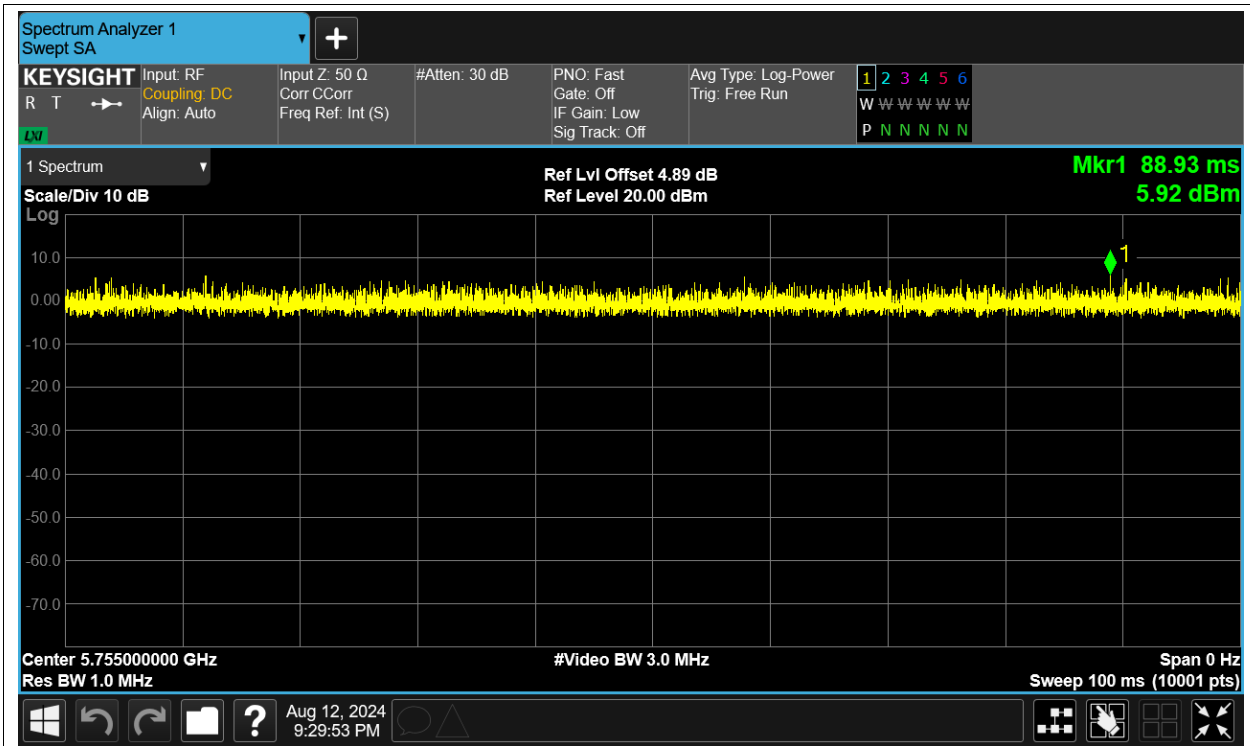 Spectrum Analyzer 1
Swept SA
KEYSIGHT
R T
LXI
Input: RF
Coupling: DC
Align: Auto
Input Z: 50 Ω
Corr CCorr
Freq Ref: Int (S)
#Atten: 30 dB
PNO: Fast
Gate: Off
IF Gain: Low
Sig Track: Off
Avg Type: Log-Power
Trig: Free Run
1 2 3 4 5 6
W W W W W W
P N N N N N
1 Spectrum
Scale/Div 10 dB
Ref Lvl Offset 4.89 dB
Ref Level 20.00 dBm
Mkr1 88.93 ms
5.92 dBm
Log
1
10.0
0.00
-10.0
-20.0
-30.0
-40.0
-50.0
-60.0
-70.0
Center 5.755000000 GHz
Res BW 1.0 MHz
#Video BW 3.0 MHz
Span 0 Hz
Sweep 100 ms (10001 pts)
?
Aug 12, 2024
9:29:53 PM